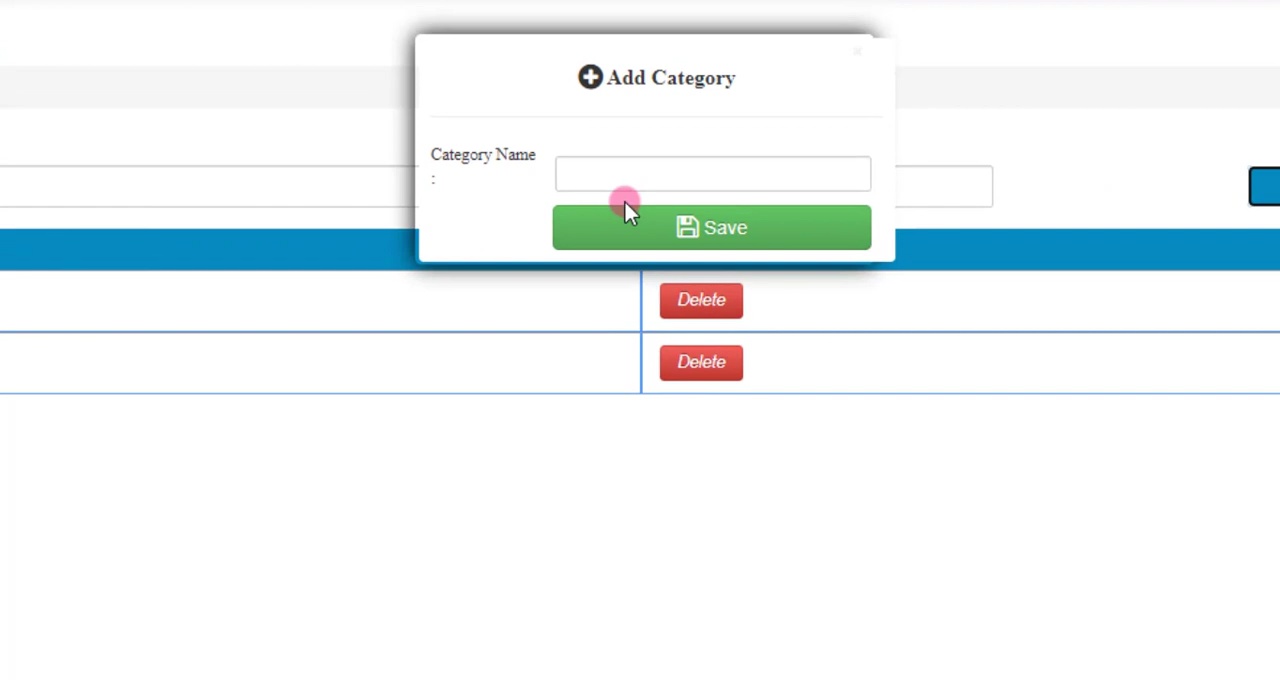 ×
Add Category
Category Name
:
Save
Delete
Delete